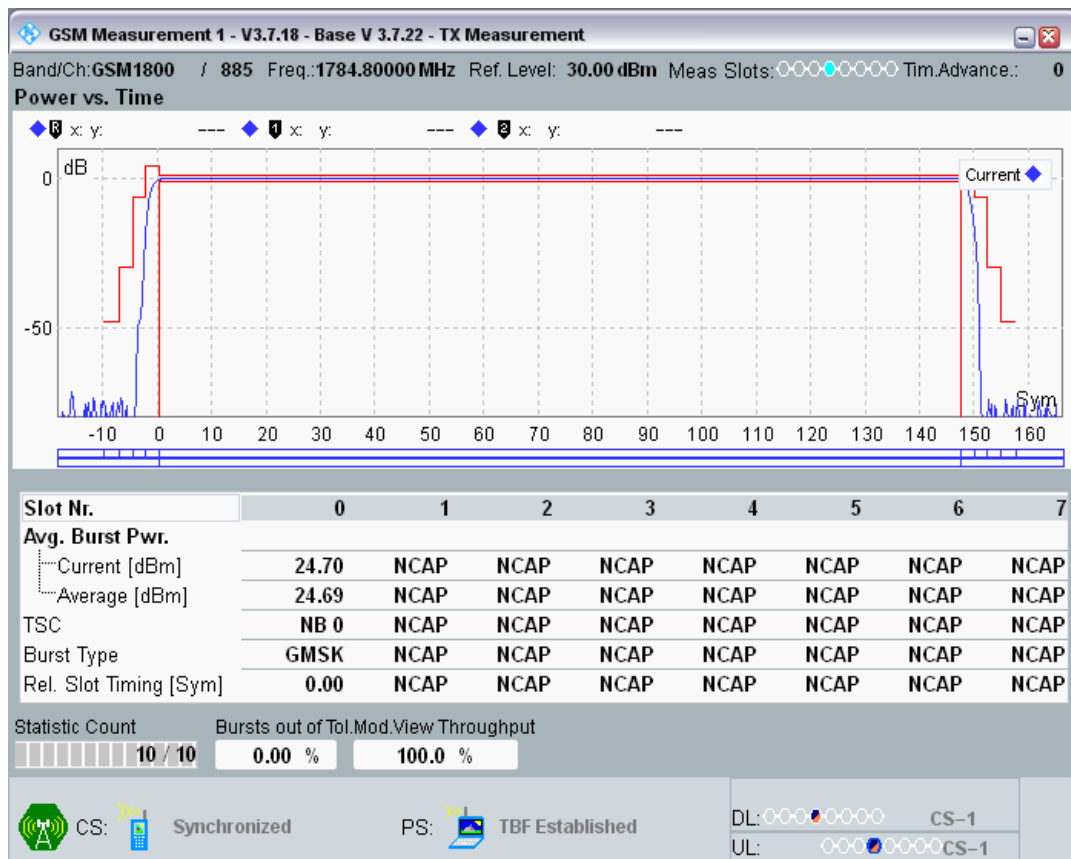 GSM Measurement 1 - V3.7.18 - Base V 3.7.22 - TX Measurement
Band/Ch:GSM1800 / 885 Freq.:1784.80000 MHz Ref. Level: 30.00 dBm Meas Slots: Tim.Advance.: 0
Power vs. Time
R x: y: --- 1 x: y: --- 2 x: y: ---
dB
0
Current
-50
Sym
-10 0 10 20 30 40 50 60 70 80 90 100 110 120 130 140 150 160
Slot Nr. 0 1 2 3 4 5 6 7
Avg. Burst Pwr.
Current [dBm] 24.70 NCAP NCAP NCAP NCAP NCAP NCAP NCAP
Average [dBm] 24.69 NCAP NCAP NCAP NCAP NCAP NCAP NCAP
TSC NB 0 NCAP NCAP NCAP NCAP NCAP NCAP NCAP
Burst Type GMSK NCAP NCAP NCAP NCAP NCAP NCAP NCAP
Rel. Slot Timing [Sym] 0.00 NCAP NCAP NCAP NCAP NCAP NCAP NCAP
Statistic Count Bursts out of Tol. Mod.View Throughput
10 / 10 0.00 % 100.0 %
CS: Synchronized PS: TBF Established
DL: CS-1
UL: CS-1